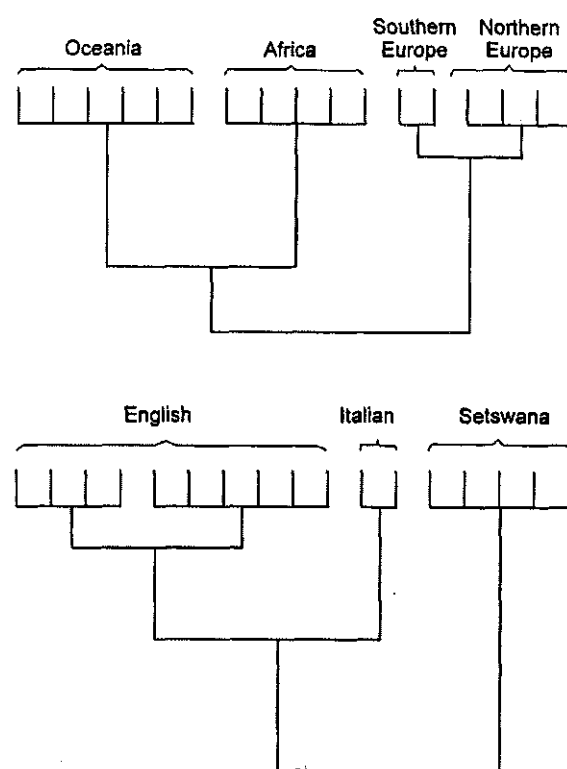 Oceania
Africa
Southern
Europe
Northern
Europe
English
Italian
Setswana